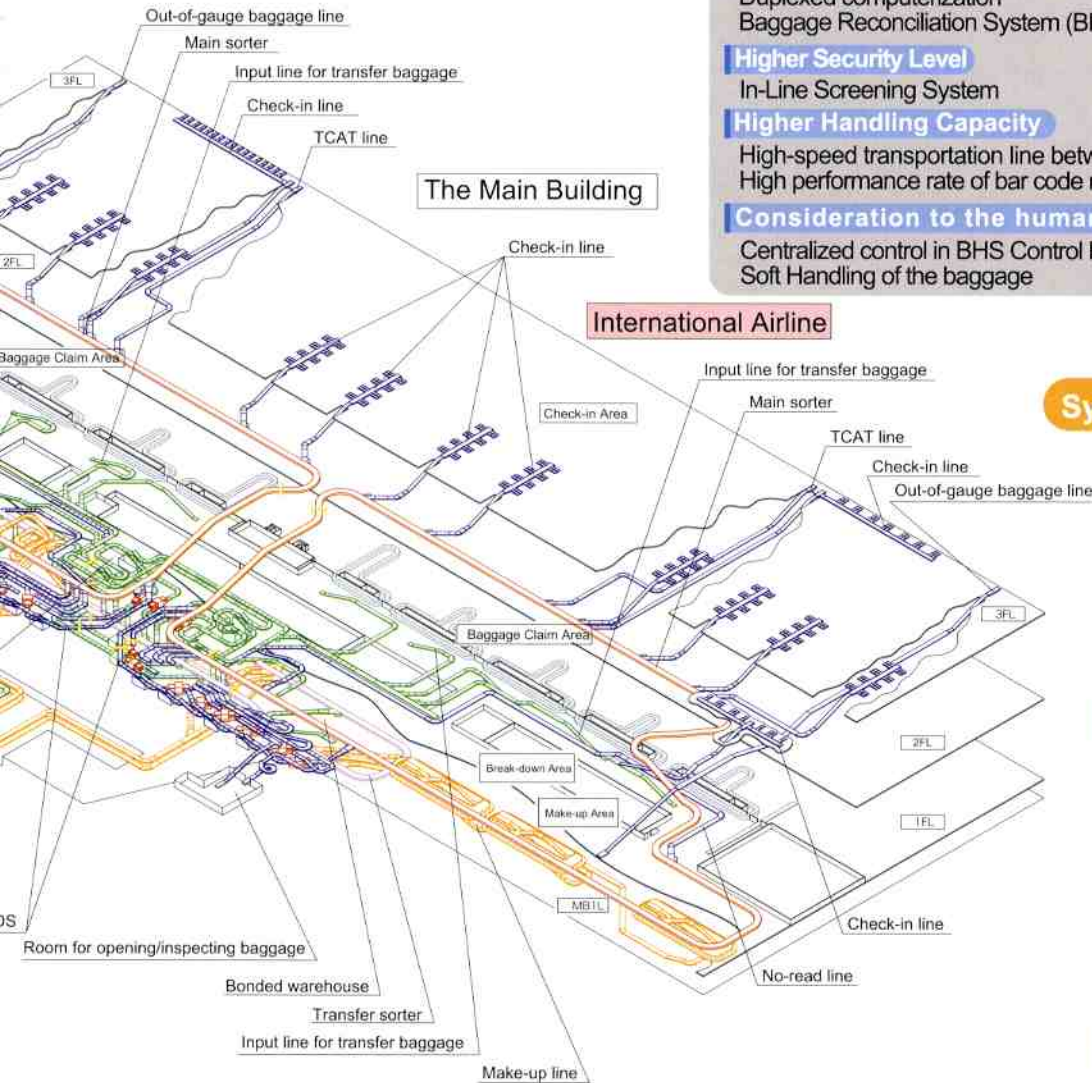 Out-of-gauge baggage line
Main sorter
Input line for transfer baggage
Check-in line
TCAT line
3FL
2FL
The Main Building
Baggage Reconciliation System
Higher Security Level
In-Line Screening System
Higher Handling Capacity
High-speed transportation line
High performance rate of bar code
Consideration to the human
Centralized control in BHS Control
Soft Handling of the baggage
Check-in line
International Airline
Baggage Claim Area
Check-in Area
Input line for transfer baggage
Main sorter
TCAT line
Check-in line
Out-of-gauge baggage line
3FL
Baggage Claim Area
2FL
Break-down Area
Make-up Area
1FL
MB1L
Check-in line
No-read line
Room for opening/inspecting baggage
Bonded warehouse
Transfer sorter
Input line for transfer baggage
Make-up line